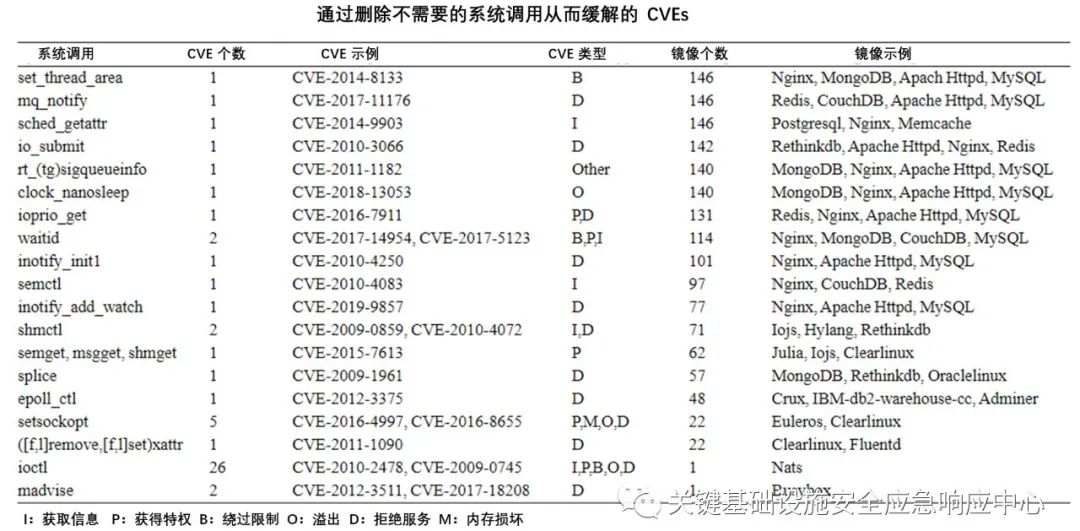 通过删除不需要的系统调用从而缓解的 CVEs
系统调用 CVE 个数 CVE 示例 CVE 类型 镜像个数 镜像示例
set_thread_area 1 CVE-2014-8133 B 146 Nginx, MongoDB, Apach Httpd, MySQL
mq_notify 1 CVE-2017-11176 D 146 Redis, CouchDB, Apache Httpd, MySQL
sched_getattr 1 CVE-2014-9903 I 146 Postgresql, Nginx, Memcache
io_submit 1 CVE-2010-3066 D 142 Rethinkdb, Apache Httpd, Nginx, Redis
rt_(tg)sigqueueinfo 1 CVE-2011-1182 Other 140 MongoDB, Nginx, Apache Httpd, MySQL
clock_nanosleep 1 CVE-2018-13053 O 140 MongoDB, Nginx, Apache Httpd, MySQL
ioprio_get 1 CVE-2016-7911 P,D 131 Redis, Nginx, Apache Httpd, MySQL
waitid 2 CVE-2017-14954, CVE-2017-5123 B,P,I 114 Nginx, MongoDB, CouchDB, MySQL
inotify_init1 1 CVE-2010-4250 D 101 Nginx, Apache Httpd, MySQL
semctl 1 CVE-2010-4083 I 97 Nginx, CouchDB, Redis
inotify_add_watch 1 CVE-2019-9857 D 77 Nginx, Apache Httpd, MySQL
shmctl 2 CVE-2009-0859, CVE-2010-4072 I,D 71 Iojs, Hylang, Rethinkdb
semget, msgget, shmget 1 CVE-2015-7613 P 62 Julia, Iojs, Clearlinux
splice 1 CVE-2009-1961 D 57 MongoDB, Rethinkdb, Oraclelinux
epoll_ctl 1 CVE-2012-3375 D 48 Crux, IBM-db2-warehouse-cc, Adminer
setsockopt 5 CVE-2016-4997, CVE-2016-8655 P,M,O,D 22 Euleros, Clearlinux
([f,l]remove,[f,l]set)xattr 1 CVE-2011-1090 D 22 Clearlinux, Fluentd
ioctl 26 CVE-2010-2478, CVE-2009-0745 I,P,B,O,D 1 Nats
madvise 2 CVE-2012-3511, CVE-2017-18208 D 1 Busybox
关键基础设施安全应急响应中心
I: 获取信息 P: 获得特权 B: 绕过限制 O: 溢出 D: 拒绝服务 M: 内存损坏